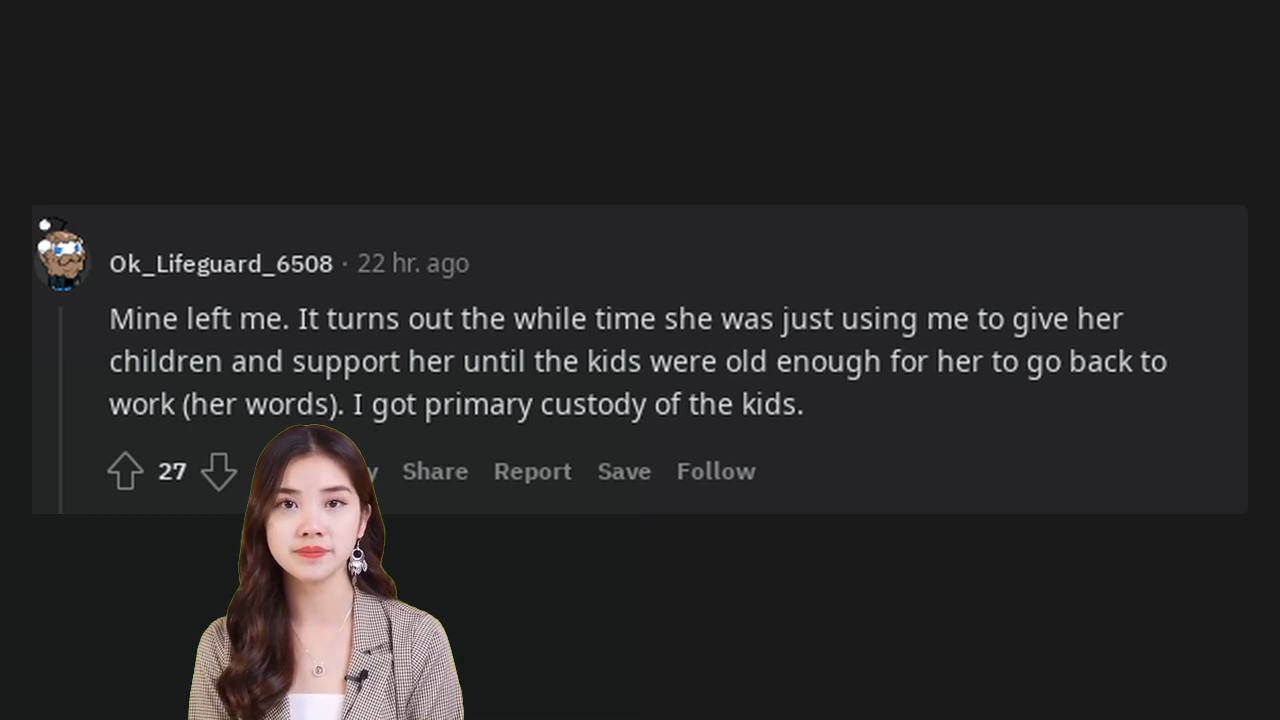 Ok_Lifeguard_6508 · 22 hr. ago
Mine left me. It turns out the while time she was just using me to give her
children and support her until the kids were old enough for her to go back to
work (her words). I got primary custody of the kids.
27 Share Report Save Follow